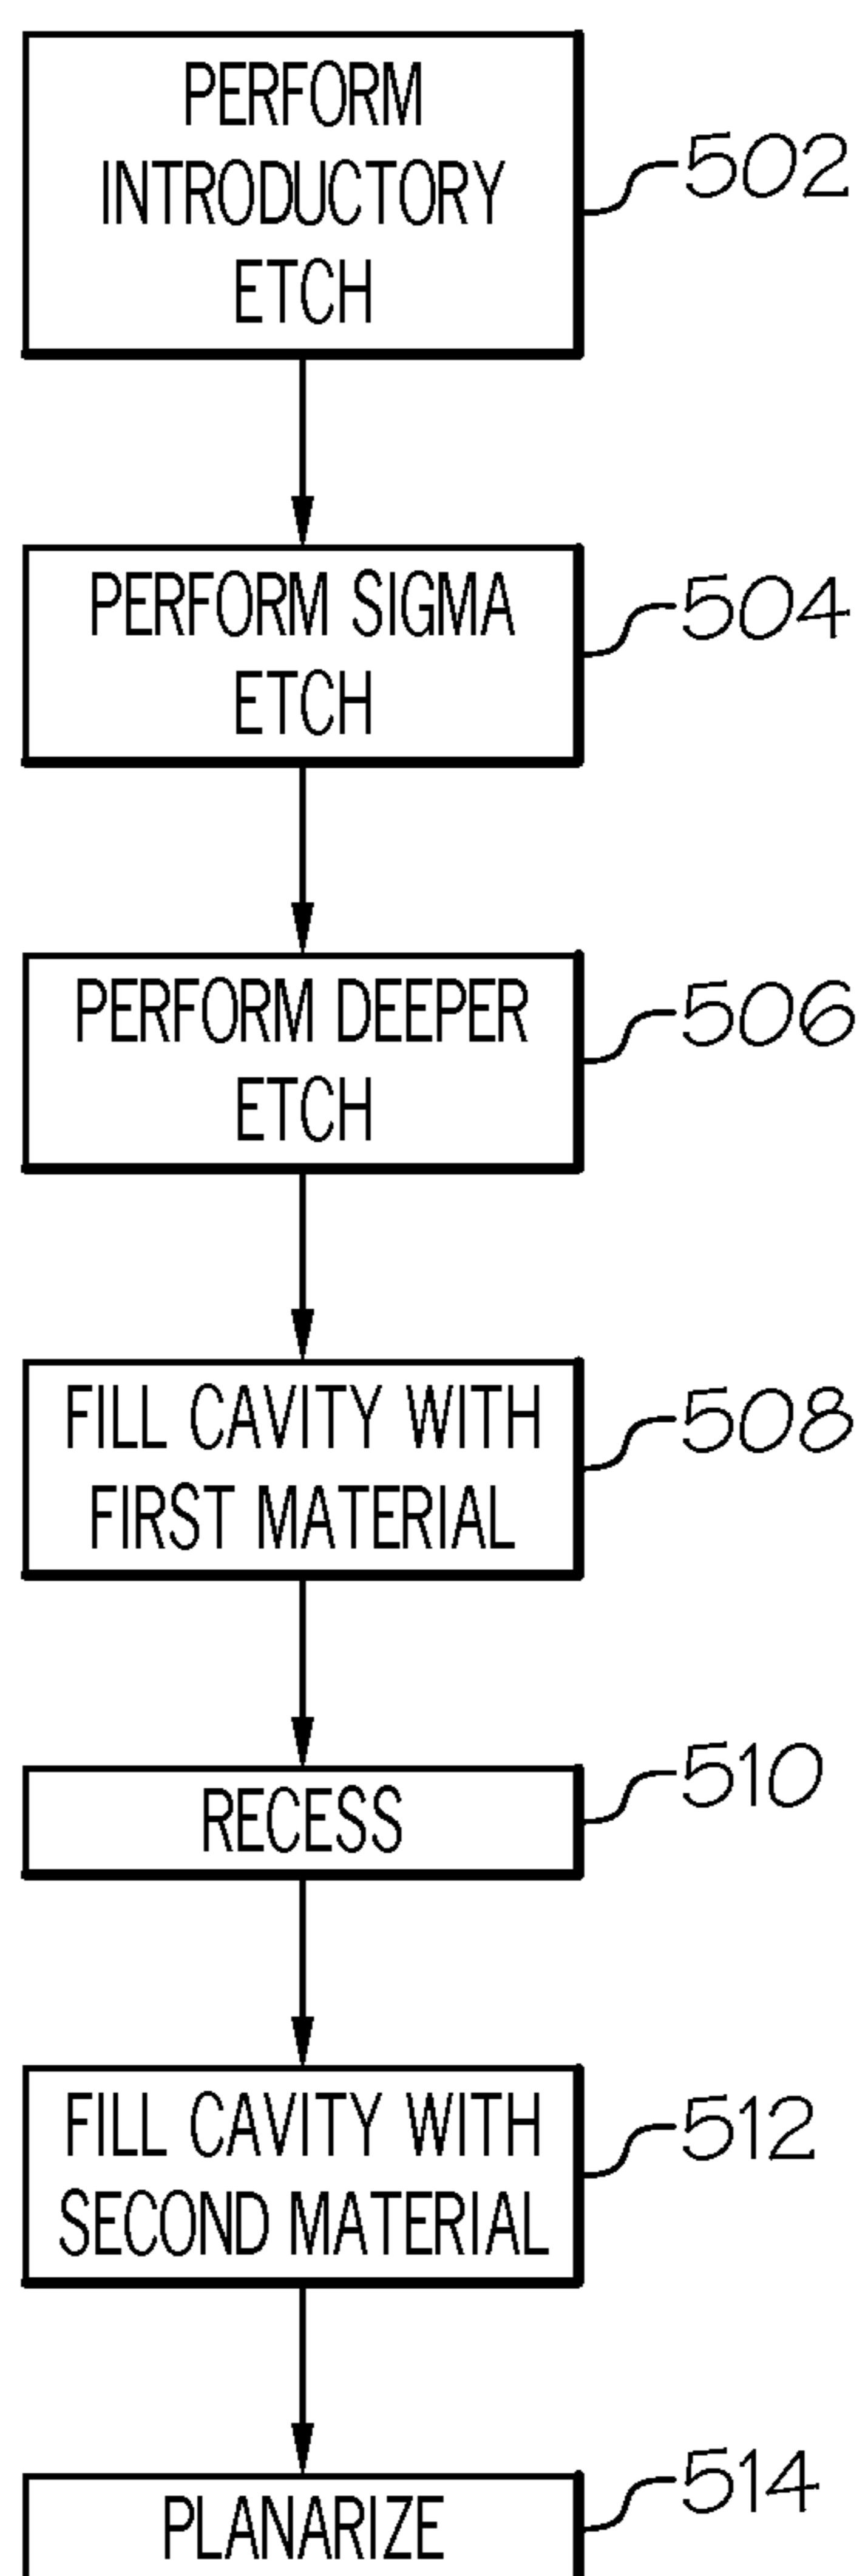 PERFORM
INTRODUCTORY
ETCH
502
PERFORM SIGMA
ETCH
504
PERFORM DEEPER
ETCH
506
FILL CAVITY WITH
FIRST MATERIAL
508
RECESS
510
FILL CAVITY WITH
SECOND MATERIAL
512
PLANARIZE
514